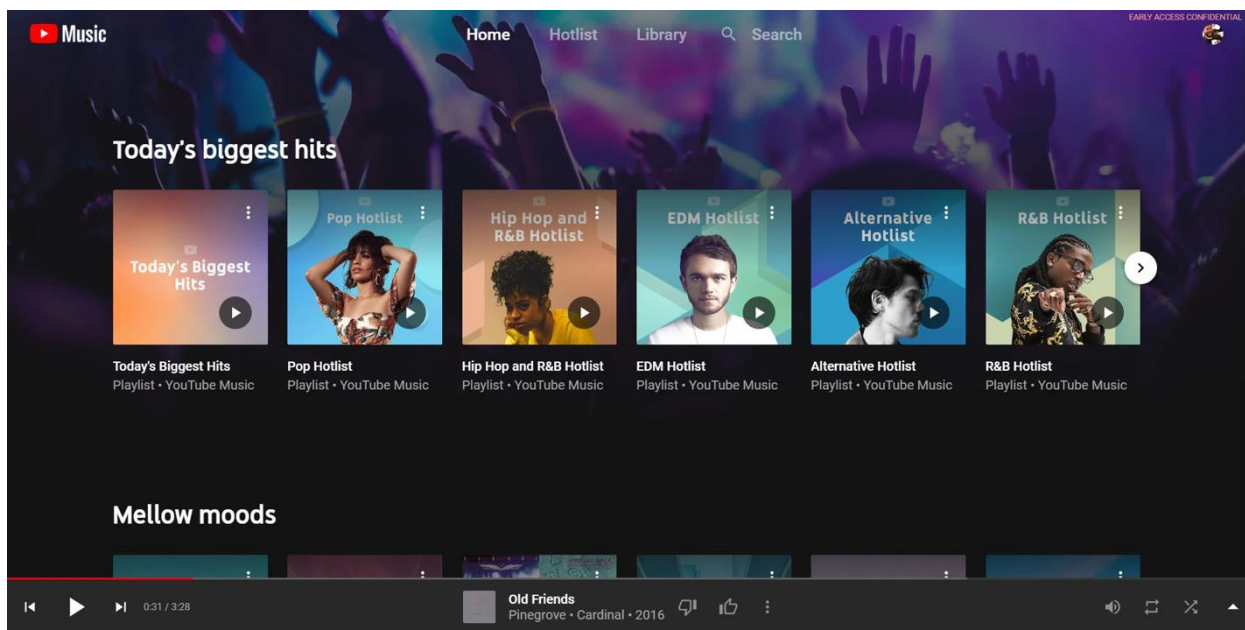 EARLY ACCESS CONFIDENTIAL
Music
Home Hotlist Library Search
Today's biggest hits
Today's Biggest
Hits
Pop Hotlist
Hip Hop and
R&B Hotlist
EDM Hotlist
Alternative
Hotlist
R&B Hotlist
Today's Biggest Hits
Playlist • YouTube Music
Pop Hotlist
Playlist • YouTube Music
Hip Hop and R&B Hotlist
Playlist • YouTube Music
EDM Hotlist
Playlist • YouTube Music
Alternative Hotlist
Playlist • YouTube Music
R&B Hotlist
Playlist • YouTube Music
Mellow moods
0:31 / 3:28
Old Friends
Pinegrove • Cardinal • 2016